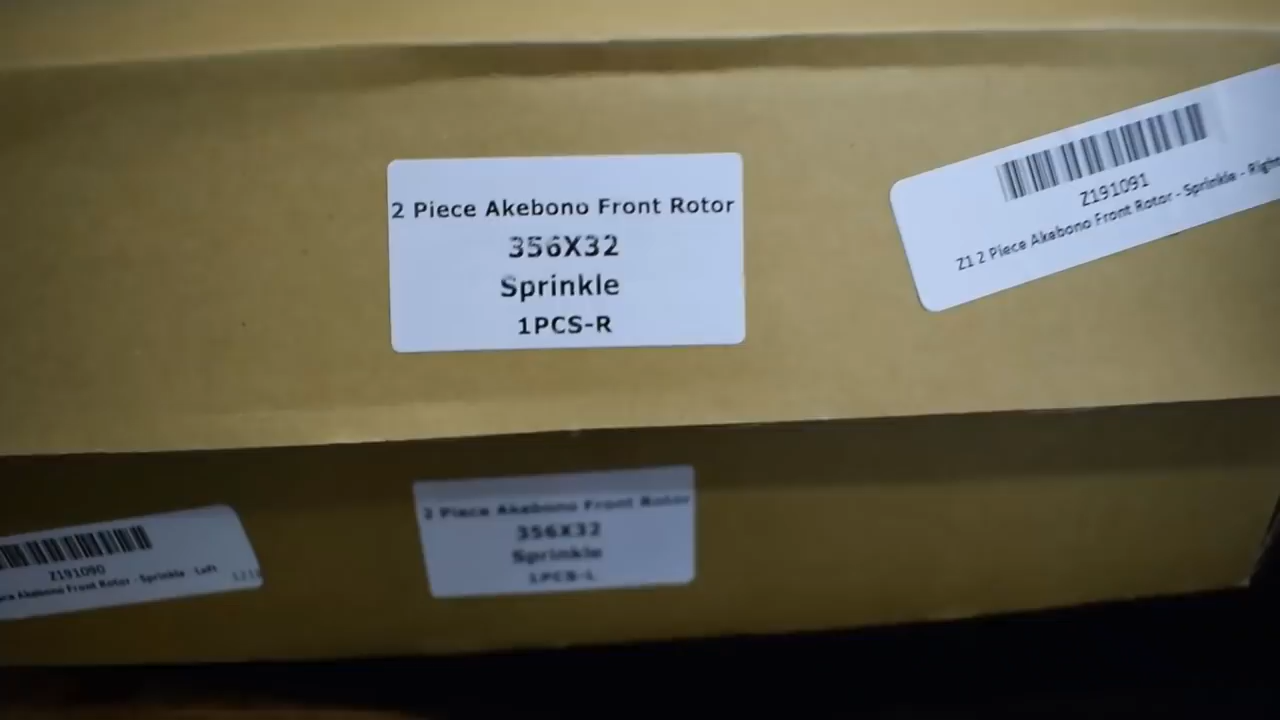 2 Piece Akebono Front Rotor
356X32
Sprinkle
1PCS-R
Z191091
Z1 2 Piece Akebono Front Rotor - Sprinkle - Right
2 Piece Akebono Front Rotor
356X32
Sprinkle
1PCS-L
Z191090
Akebono Front Rotor - Sprinkle - Left